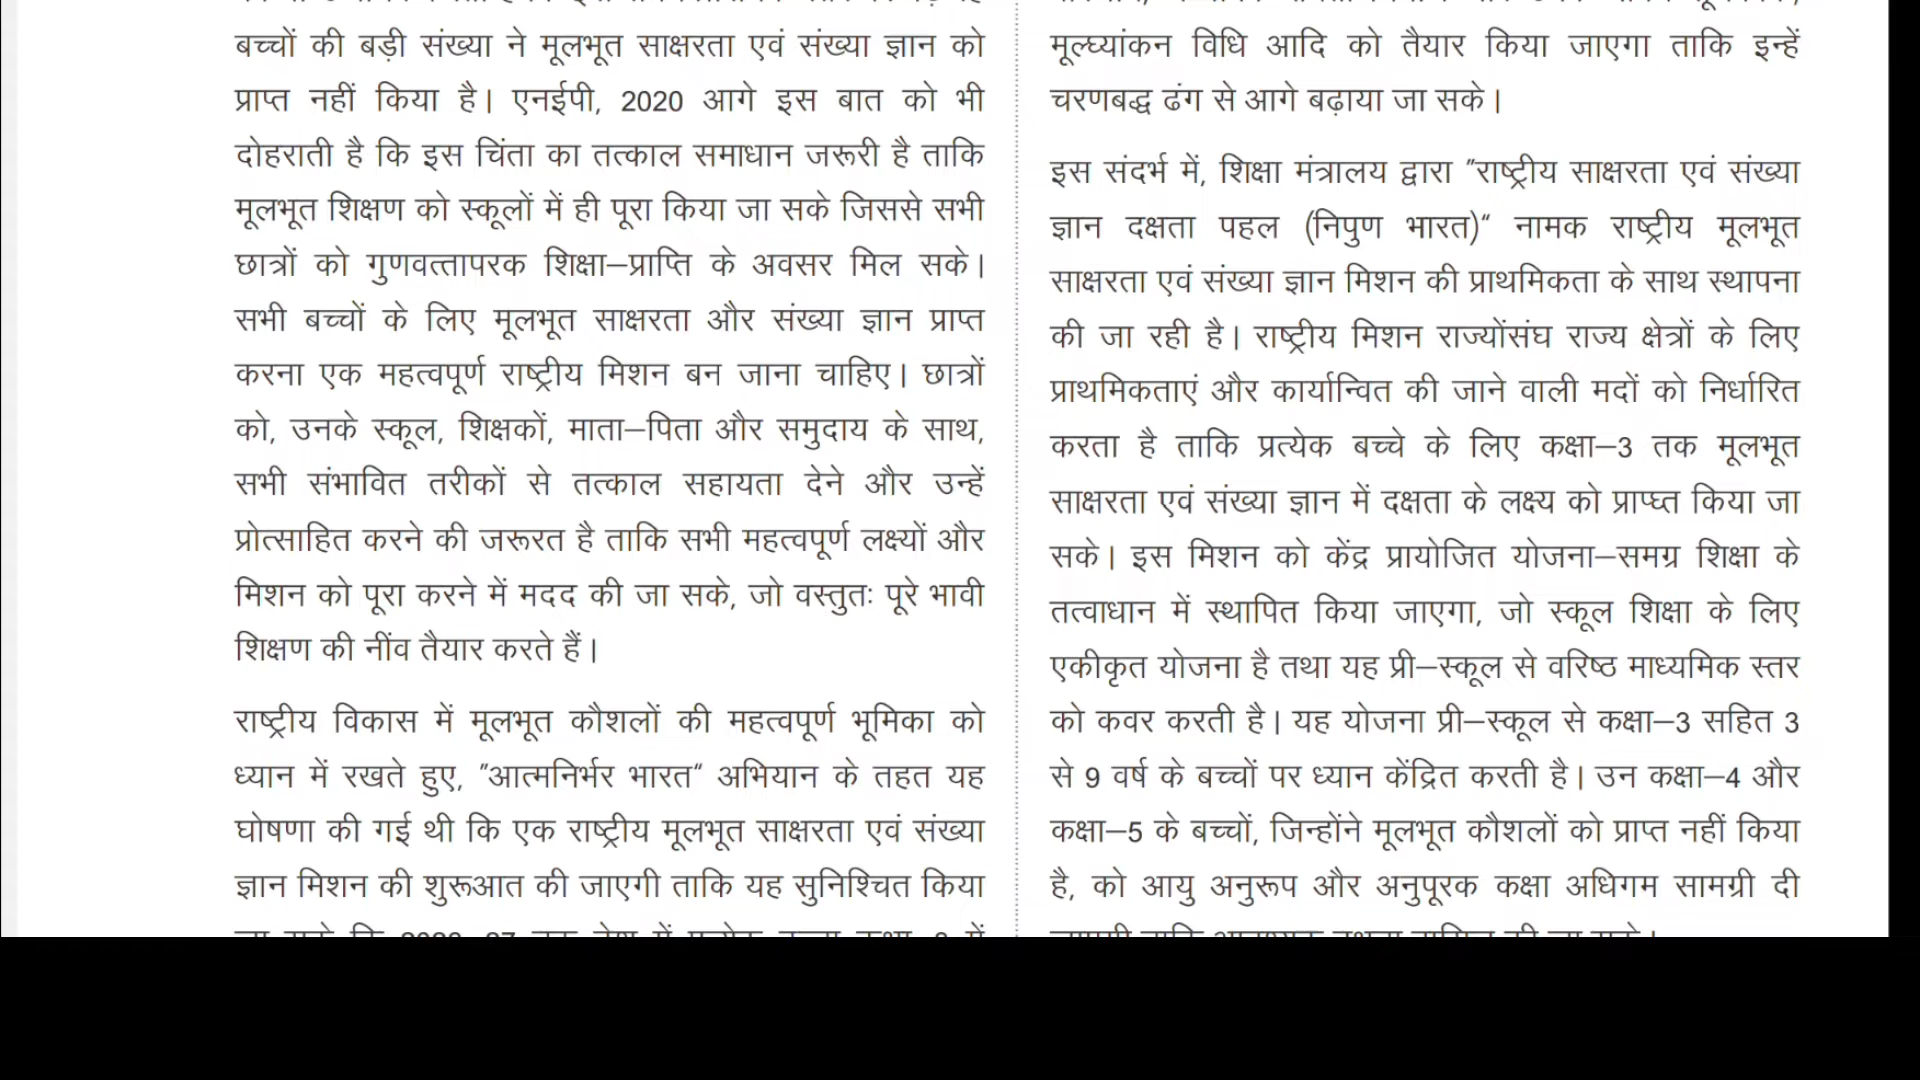 बच्चों की बड़ी संख्या ने मूलभूत साक्षरता एवं संख्या ज्ञान को
प्राप्त नहीं किया है। एनईपी, 2020 आगे इस बात को भी
दोहराती है कि इस चिंता का तत्काल समाधान जरूरी है ताकि
मूलभूत शिक्षण को स्कूलों में ही पूरा किया जा सके जिससे सभी
छात्रों को गुणवत्तापरक शिक्षा–प्राप्ति के अवसर मिल सके।
सभी बच्चों के लिए मूलभूत साक्षरता और संख्या ज्ञान प्राप्त
करना एक महत्वपूर्ण राष्ट्रीय मिशन बन जाना चाहिए। छात्रों
को, उनके स्कूल, शिक्षकों, माता–पिता और समुदाय के साथ,
सभी संभावित तरीकों से तत्काल सहायता देने और उन्हें
प्रोत्साहित करने की जरूरत है ताकि सभी महत्वपूर्ण लक्ष्यों और
मिशन को पूरा करने में मदद की जा सके, जो वस्तुतः पूरे भावी
शिक्षण की नींव तैयार करते हैं।
राष्ट्रीय विकास में मूलभूत कौशलों की महत्वपूर्ण भूमिका को
ध्यान में रखते हुए, "आत्मनिर्भर भारत" अभियान के तहत यह
घोषणा की गई थी कि एक राष्ट्रीय मूलभूत साक्षरता एवं संख्या
ज्ञान मिशन की शुरूआत की जाएगी ताकि यह सुनिश्चित किया
मूल्घ्यांकन विधि आदि को तैयार किया जाएगा ताकि इन्हें
चरणबद्ध ढंग से आगे बढ़ाया जा सके।
इस संदर्भ में, शिक्षा मंत्रालय द्वारा "राष्ट्रीय साक्षरता एवं संख्या
ज्ञान दक्षता पहल (निपुण भारत)" नामक राष्ट्रीय मूलभूत
साक्षरता एवं संख्या ज्ञान मिशन की प्राथमिकता के साथ स्थापना
की जा रही है। राष्ट्रीय मिशन राज्योंसंघ राज्य क्षेत्रों के लिए
प्राथमिकताएं और कार्यान्वित की जाने वाली मदों को निर्धारित
करता है ताकि प्रत्येक बच्चे के लिए कक्षा–3 तक मूलभूत
साक्षरता एवं संख्या ज्ञान में दक्षता के लक्ष्य को प्राप्घ्त किया जा
सके। इस मिशन को केंद्र प्रायोजित योजना–समग्र शिक्षा के
तत्वाधान में स्थापित किया जाएगा, जो स्कूल शिक्षा के लिए
एकीकृत योजना है तथा यह प्री–स्कूल से वरिष्ठ माध्यमिक स्तर
को कवर करती है। यह योजना प्री–स्कूल से कक्षा–3 सहित 3
से 9 वर्ष के बच्चों पर ध्यान केंद्रित करती है। उन कक्षा–4 और
कक्षा–5 के बच्चों, जिन्होंने मूलभूत कौशलों को प्राप्त नहीं किया
है, को आयु अनुरूप और अनुपूरक कक्षा अधिगम सामग्री दी